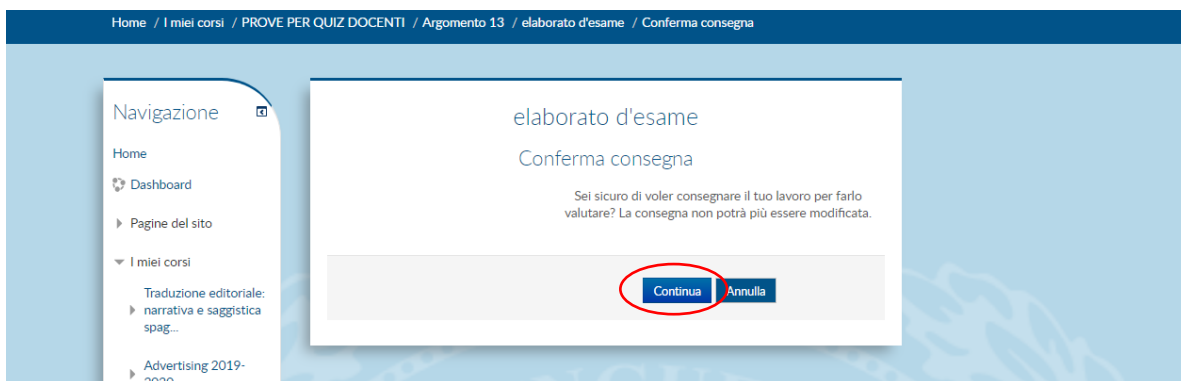 Home / I miei corsi / PROVE PER QUIZ DOCENTI / Argomento 13 / elaborato d'esame / Conferma consegna
Navigazione
Home
Dashboard
Pagine del sito
I miei corsi
Traduzione editoriale:
narrativa e saggistica
spag...
Advertising 2019-
2020
elaborato d'esame
Conferma consegna
Sei sicuro di voler consegnare il tuo lavoro per farlo
valutare? La consegna non potrà più essere modificata.
Continua Annulla